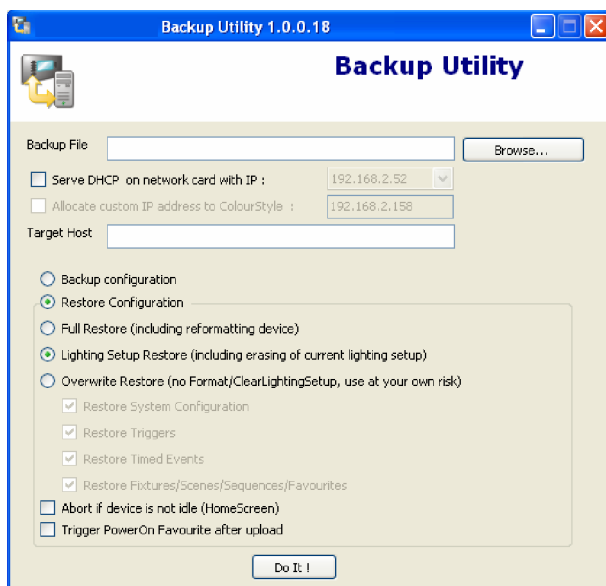 Backup Utility 1.0.0.18
Backup Utility
Backup File
Browse...
Serve DHCP on network card with IP :
192.168.2.52
Allocate custom IP address to ColourStyle :
192.168.2.158
Target Host
Backup configuration
Restore Configuration
Full Restore (including reformatting device)
Lighting Setup Restore (including erasing of current lighting setup)
Overwrite Restore (no Format/ClearLightingSetup, use at your own risk)
Restore System Configuration
Restore Triggers
Restore Timed Events
Restore Fixtures/Scenes/Sequences/Favourites
Abort if device is not idle (HomeScreen)
Trigger PowerOn Favourite after upload
Do It !